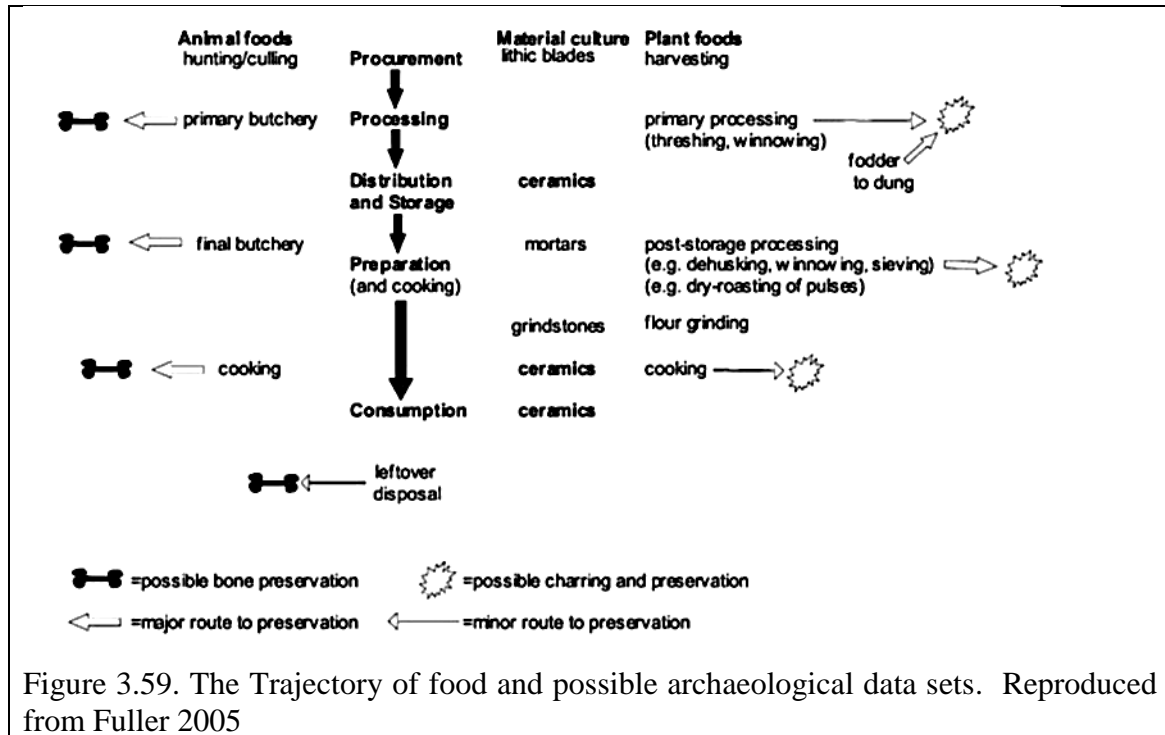 Animal foods
hunting/culling
Procurement
Material culture
lithic blades
Plant foods
harvesting
primary butchery
Processing
primary processing
(threshing, winnowing)
fodder
to dung
Distribution
and Storage
ceramics
final butchery
Preparation
(and cooking)
mortars
post-storage processing
(e.g. dehusking, winnowing, sieving)
(e.g. dry-roasting of pulses)
grindstones
flour grinding
cooking
ceramics
cooking
Consumption
ceramics
leftover
disposal
=possible bone preservation
=possible charring and preservation
=major route to preservation
=minor route to preservation
Figure 3.59. The Trajectory of food and possible archaeological data sets. Reproduced
from Fuller 2005